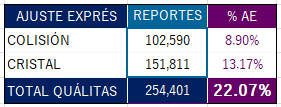 AJUSTE EXPRÉS REPORTES % AE
COLISIÓN 102,590 8.90%
CRISTAL 151,811 13.17%
TOTAL QUÁLITAS 254,401 22.07%